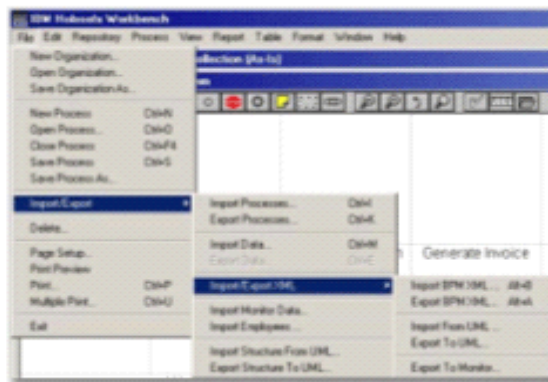 IBM Holosofx Workbench
File Edit Repository Process View Report Table Format Window Help
ollection (As-Is)
New Organization...
Open Organization...
Save Organization As...
New Process Ctrl+N
Open Process... Ctrl+O
Close Process Ctrl+F4
Save Process Ctrl+S
Save Process As...
Import/Export
Delete...
Page Setup...
Print Preview
Print... Ctrl+P
Multiple Print... Ctrl+U
Exit
Import Processes... Ctrl+I
Export Processes... Ctrl+K
Import Data... Ctrl+M
Export Data... Ctrl+E
Import/Export XML
Import Monitor Data...
Import Employees...
Import Structure From UML...
Export Structure To UML...
Generate Invoice
Import BPM XML... Alt+B
Export BPM XML... Alt+A
Import From UML...
Export To UML...
Export To Monitor...